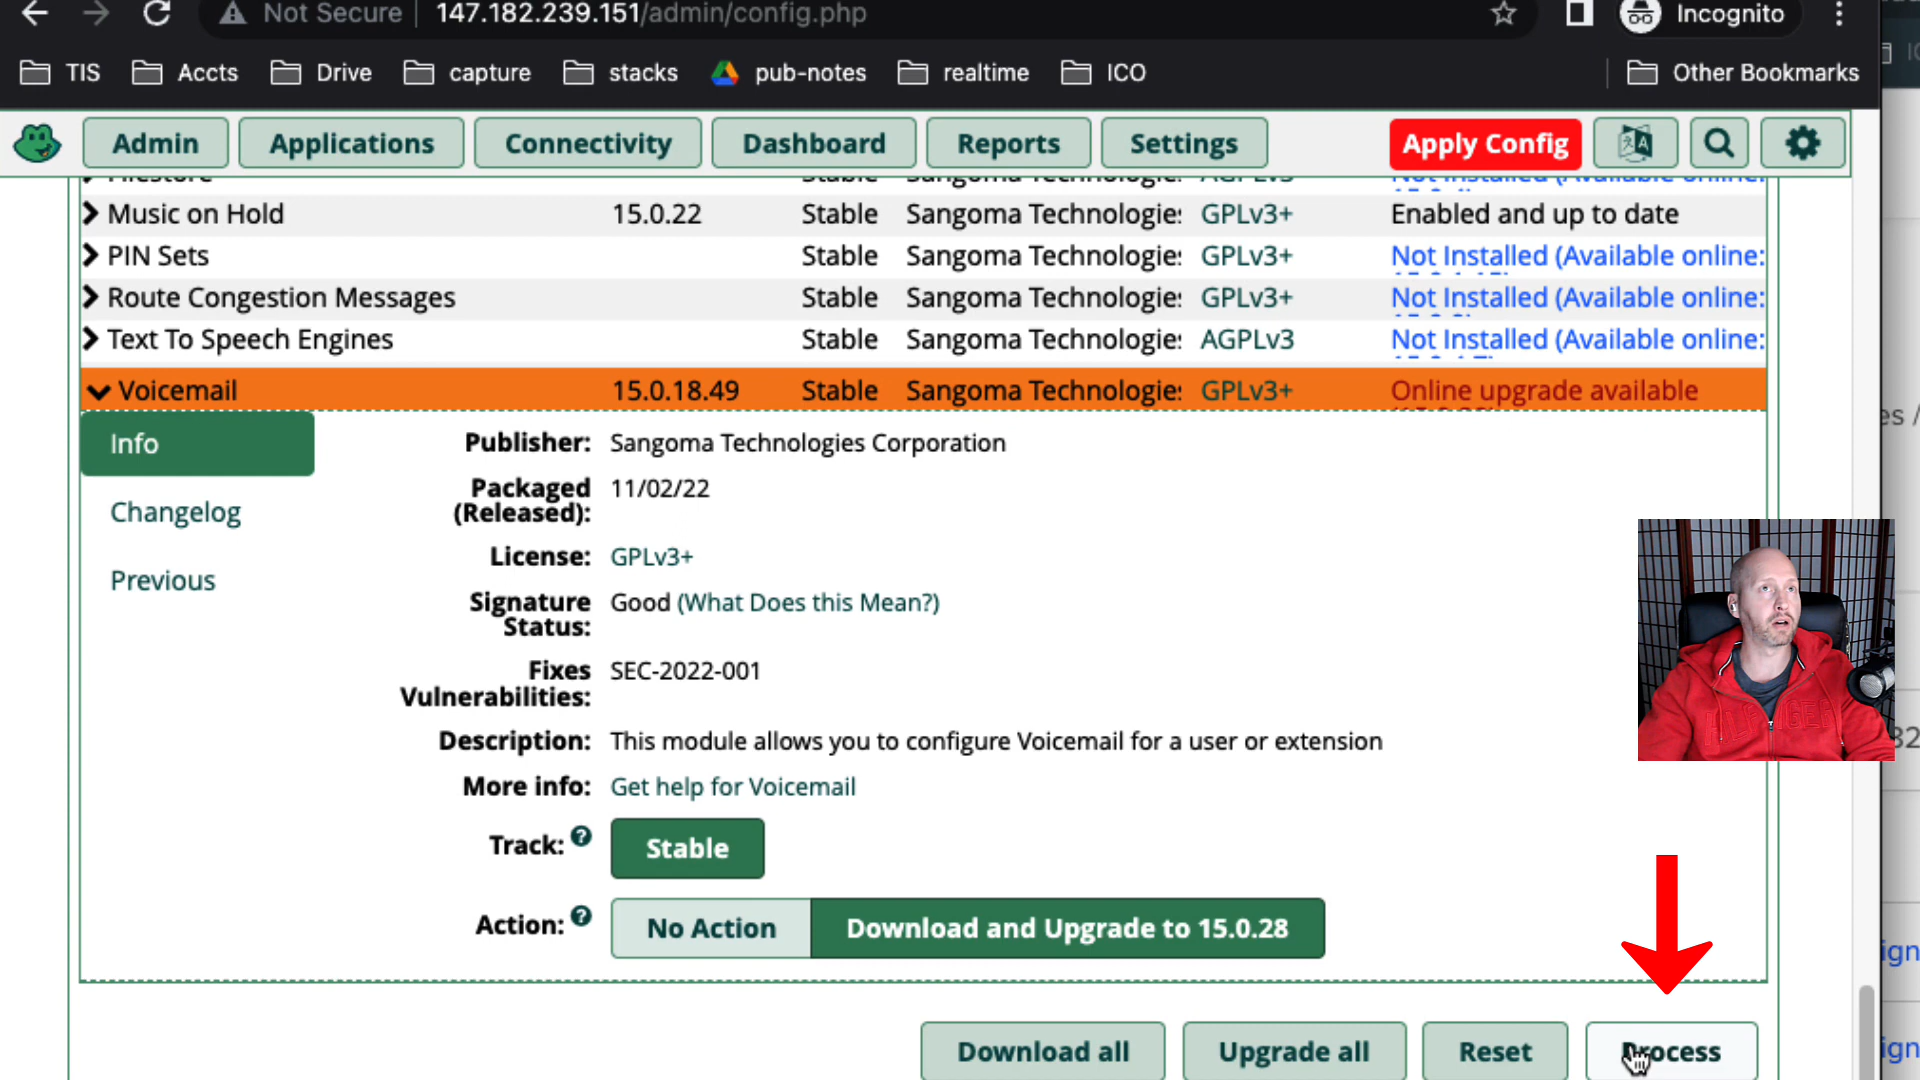 Not Secure 147.182.239.151/admin/config.php Incognito
TIS Accts Drive capture stacks pub-notes realtime ICO Other Bookmarks
Admin Applications Connectivity Dashboard Reports Settings Apply Config
Music on Hold 15.0.22 Stable Sangoma Technologie GPLv3+ Enabled and up to date
PIN Sets Stable Sangoma Technologie GPLv3+ Not Installed (Available online:
Route Congestion Messages Stable Sangoma Technologie GPLv3+ Not Installed (Available online:
Text To Speech Engines Stable Sangoma Technologie AGPLv3 Not Installed (Available online:
Voicemail 15.0.18.49 Stable Sangoma Technologie GPLv3+ Online upgrade available
Info
Changelog
Previous
Publisher: Sangoma Technologies Corporation
Packaged 11/02/22
(Released):
License: GPLv3+
Signature Good (What Does this Mean?)
Status:
Fixes SEC-2022-001
Vulnerabilities:
Description: This module allows you to configure Voicemail for a user or extension
More info: Get help for Voicemail
Track: ? Stable
Action: ? No Action Download and Upgrade to 15.0.28
Download all Upgrade all Reset Process